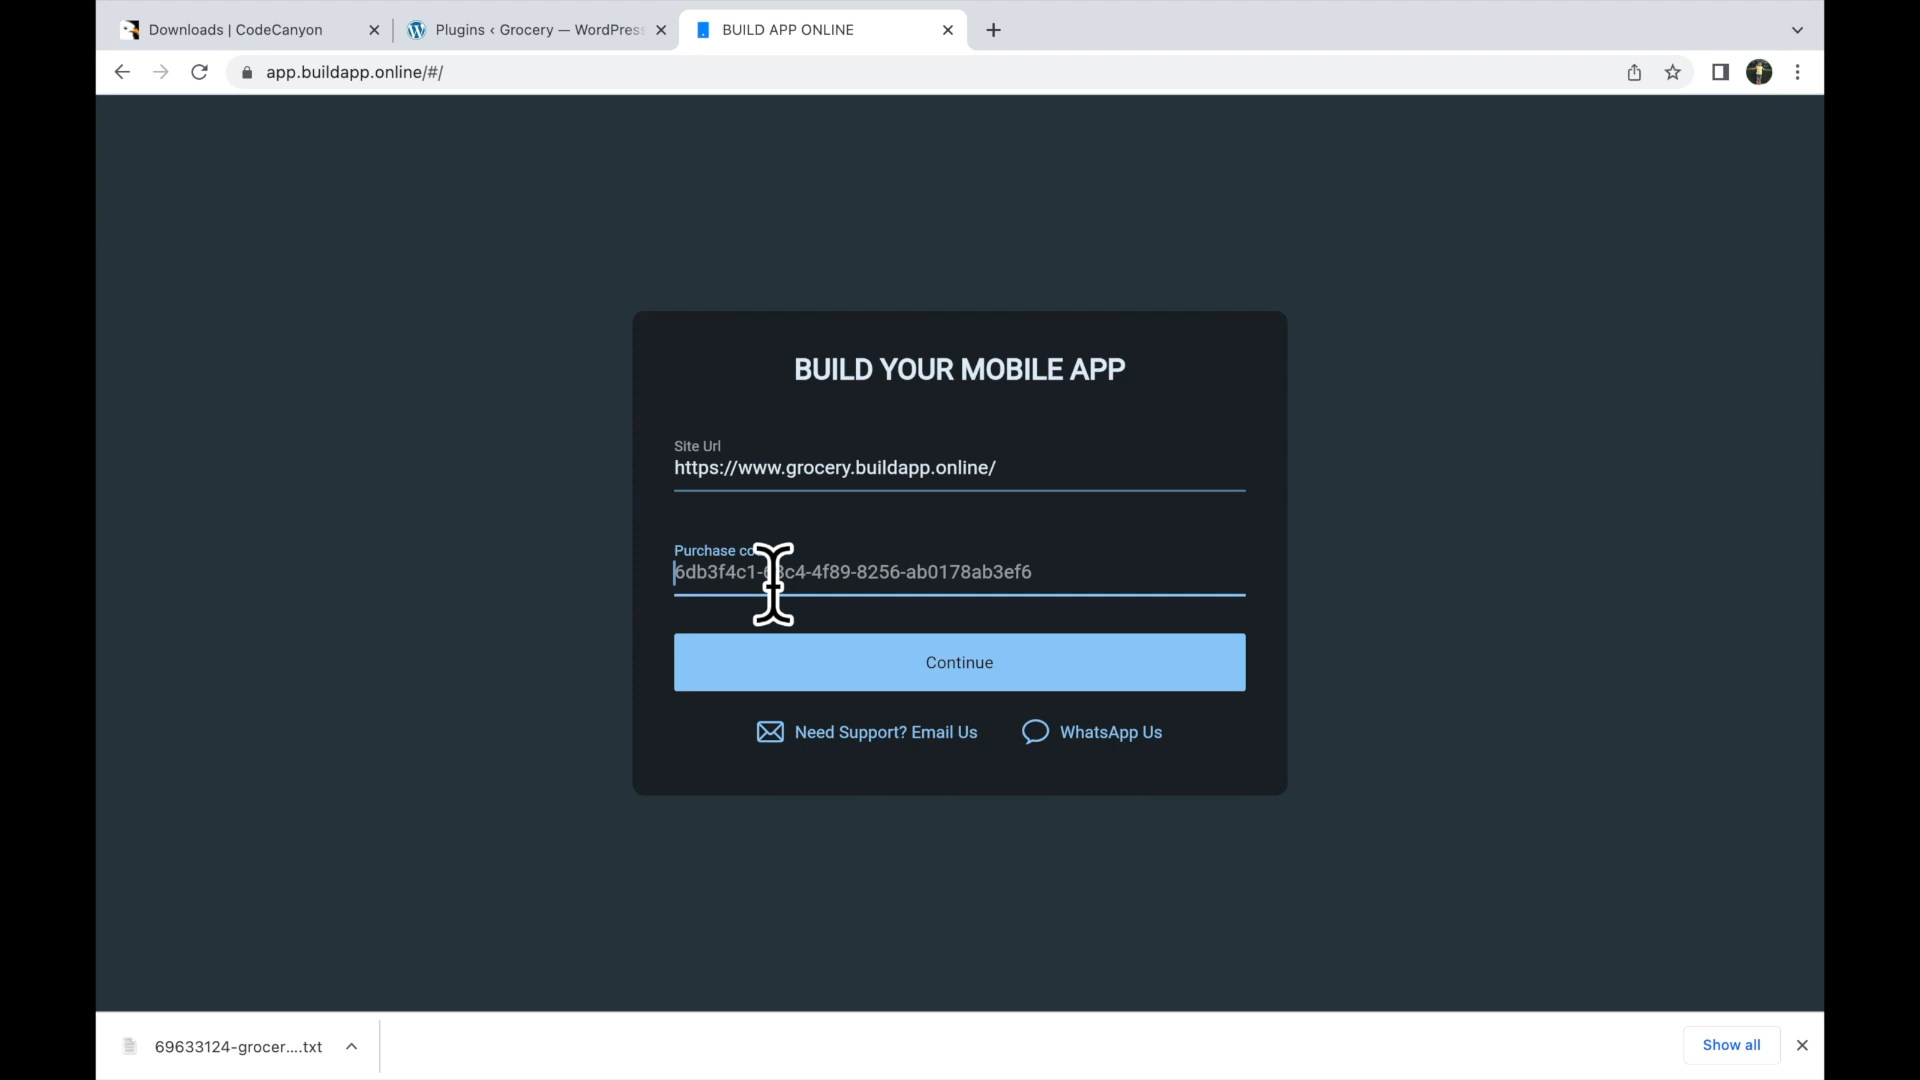 Downloads | CodeCanyon
Plugins ‹ Grocery — WordPress
BUILD APP ONLINE
app.buildapp.online/#/
BUILD YOUR MOBILE APP
Site Url
https://www.grocery.buildapp.online/
Purchase co
6db3f4c1-63c4-4f89-8256-ab0178ab3ef6
Continue
Need Support? Email Us
WhatsApp Us
69633124-grocer....txt
Show all